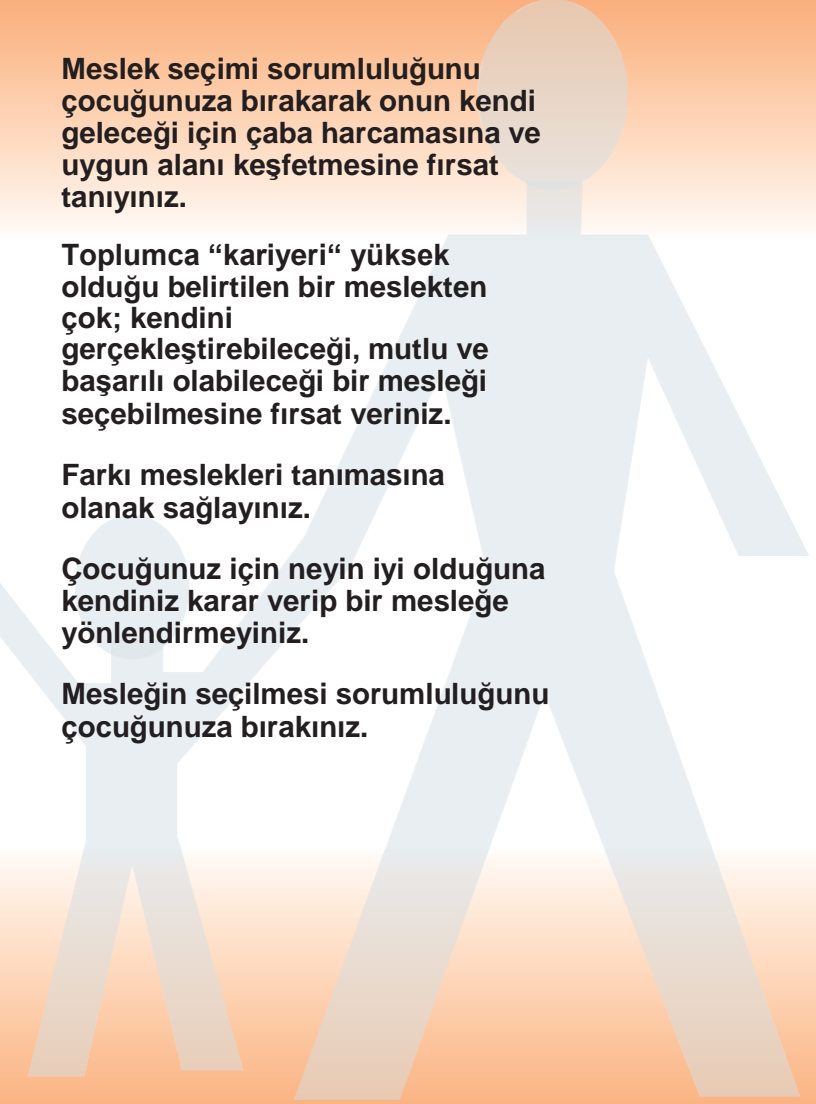 Meslek seçimi sorumluluğunu
çocuğunuza bırakarak onun kendi
geleceği için çaba harcamasına ve
uygun alanı keşfetmesine fırsat
tanıyınız.
Toplumca “kariyeri“ yüksek
olduğu belirtilen bir meslekten
çok; kendini
gerçekleştirebileceği, mutlu ve
başarılı olabileceği bir mesleği
seçebilmesine fırsat veriniz.
Farkı meslekleri tanımasına
olanak sağlayınız.
Çocuğunuz için neyin iyi olduğuna
kendiniz karar verip bir mesleğe
yönlendirmeyiniz.
Mesleğin seçilmesi sorumluluğunu
çocuğunuza bırakınız.